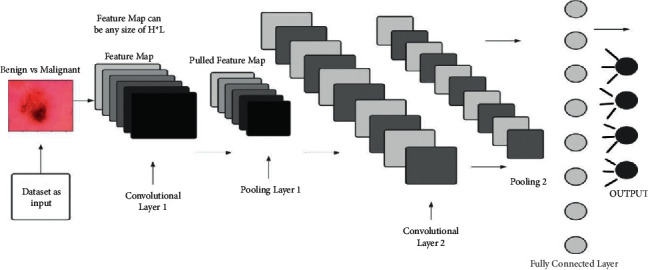 Feature Map can
be any size of H*L
Benign vs Malignant
Feature Map
Pulled Feature Map
Dataset as
input
Convolutional
Layer 1
Pooling Layer 1
Convolutional
Layer 2
Pooling 2
OUTPUT
Fully Connected Layer